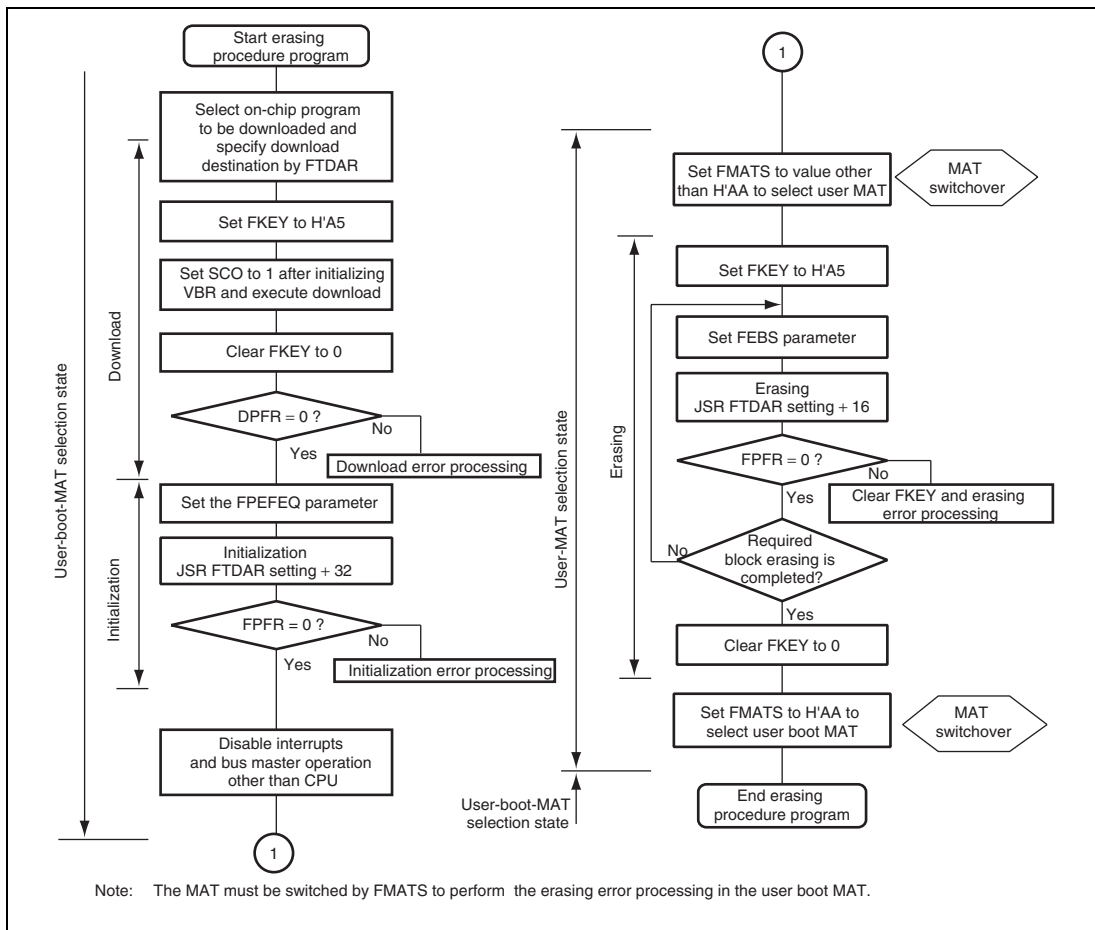 Start erasing
procedure program
Select on-chip program
to be downloaded and
specify download
destination by FTDAR
Set FKEY to H'A5
Set SCO to 1 after initializing
VBR and execute download
Clear FKEY to 0
DPFR = 0 ?
No
Yes
Download error processing
Set the FPEFEQ parameter
Initialization
JSR FTDAR setting + 32
FPFR = 0 ?
No
Yes
Initialization error processing
Disable interrupts
and bus master operation
other than CPU
1
User-boot-MAT selection state
Download
Initialization
1
Set FMATS to value other
than H'AA to select user MAT
MAT
switchover
Set FKEY to H'A5
Set FEBS parameter
Erasing
JSR FTDAR setting + 16
FPFR = 0 ?
No
Yes
Clear FKEY and erasing
error processing
Required
block erasing is
completed?
No
Yes
Clear FKEY to 0
Set FMATS to H'AA to
select user boot MAT
MAT
switchover
End erasing
procedure program
User-MAT selection state
Erasing
User-boot-MAT
selection state
Note: The MAT must be switched by FMATS to perform the erasing error processing in the user boot MAT.